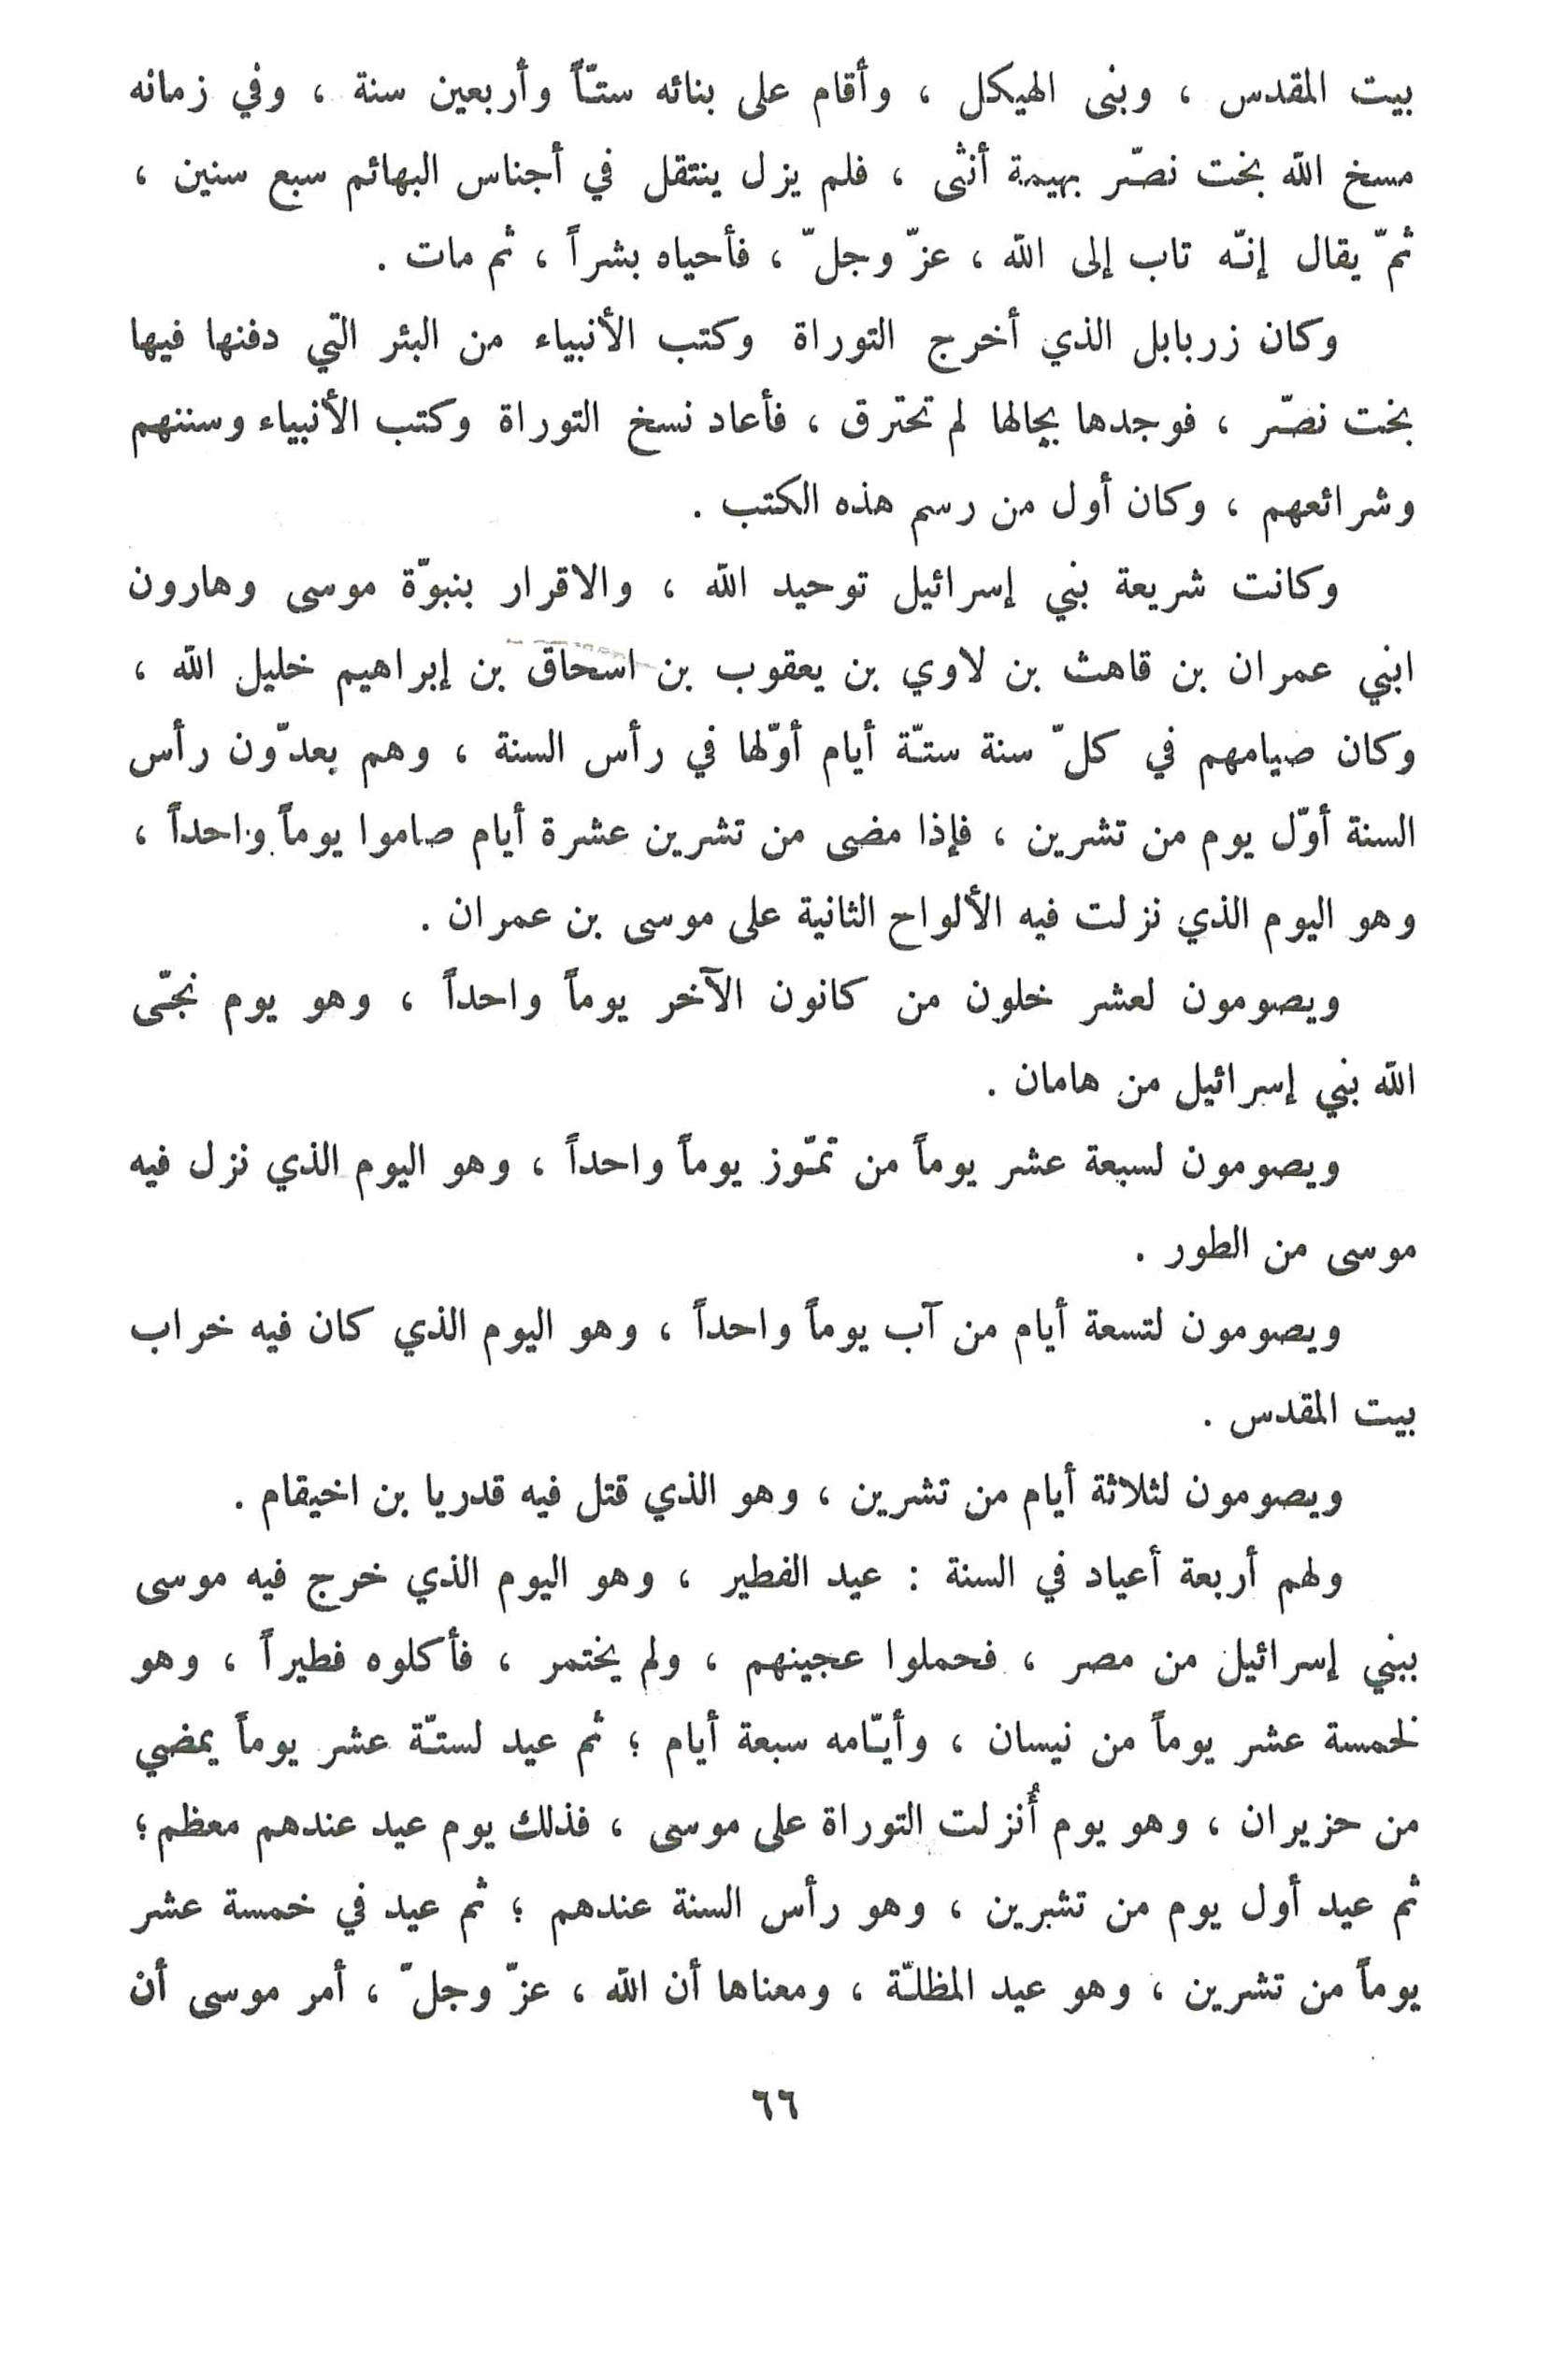 بيت المقدس ، وبنى الهيكل ، وأقام على بنائه ستّاً وأربعين سنة ، وفي زمانه
مسخ الله بخت نصّر بهيمة أنثى ، فلم يزل ينتقل في أجناس البهائم سبع سنين ،
ثمّ يقال إنّه تاب إلى الله ، عزّ وجلّ ، فأحياه بشراً ، ثم مات .
وكان زربابل الذي أخرج التوراة وكتب الأنبياء من البئر التي دفنها فيها
بخت نصّر ، فوجدها بحالها لم تحترق ، فأعاد نسخ التوراة وكتب الأنبياء وسننهم
وشرائعهم ، وكان أول من رسم هذه الكتب .
وكانت شريعة بني إسرائيل توحيد الله ، والاقرار بنبوّة موسى وهارون
ابني عمران بن قاهث بن لاوي بن يعقوب بن اسحاق بن إبراهيم خليل الله ،
وكان صيامهم في كلّ سنة ستّة أيام أوّلها في رأس السنة ، وهم يعدّون رأس
السنة أوّل يوم من تشرين ، فإذا مضى من تشرين عشرة أيام صاموا يوماً واحداً ،
وهو اليوم الذي نزلت فيه الألواح الثانية على موسى بن عمران .
ويصومون لعشر خلون من كانون الآخر يوماً واحداً ، وهو يوم نجّى
الله بني إسرائيل من هامان .
ويصومون لسبعة عشر يوماً من تمّوز يوماً واحداً ، وهو اليوم الذي نزل فيه
موسى من الطور .
ويصومون لتسعة أيام من آب يوماً واحداً ، وهو اليوم الذي كان فيه خراب
بيت المقدس .
ويصومون لثلاثة أيام من تشرين ، وهو الذي قتل فيه قدريا بن اخيقام .
ولهم أربعة أعياد في السنة : عيد الفطير ، وهو اليوم الذي خرج فيه موسى
ببني إسرائيل من مصر ، فحملوا عجينهم ، ولم يختمر ، فأكلوه فطيراً ، وهو
لخمسة عشر يوماً من نيسان ، وأيّامه سبعة أيام ؛ ثم عيد لستّة عشر يوماً يمضي
من حزيران ، وهو يوم أُنزلت التوراة على موسى ، فذلك يوم عيد عندهم معظم؛
ثم عيد أول يوم من تشرين ، وهو رأس السنة عندهم ؛ ثم عيد في خمسة عشر
يوماً من تشرين ، وهو عيد المظلّة ، ومعناها أن الله ، عزّ وجلّ ، أمر موسى أن
٦٦